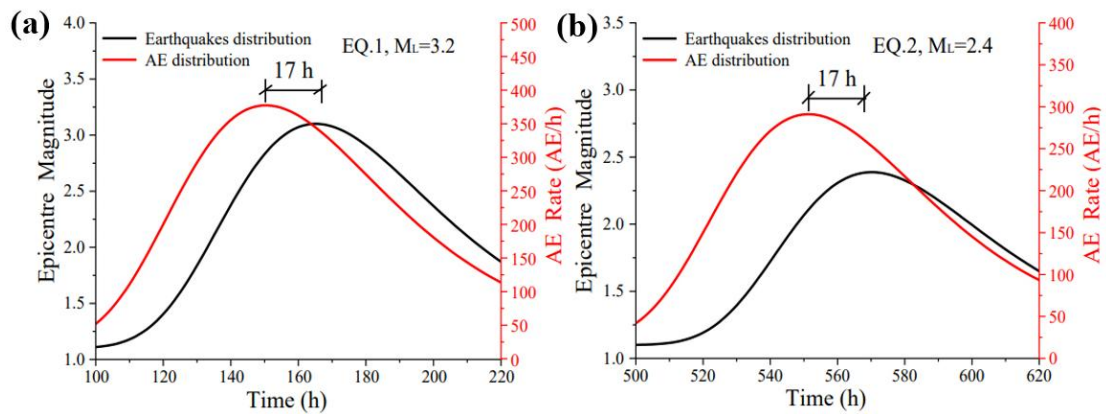 (a)
Earthquakes distribution
AE distribution
EQ.1, ML=3.2
17 h
Epicentre Magnitude
4.0
3.5
3.0
2.5
2.0
1.5
1.0
AE Rate (AE/h)
500
450
400
350
300
250
200
150
100
50
0
100 120 140 160 180 200 220
Time (h)
(b)
Earthquakes distribution
AE distribution
EQ.2, ML=2.4
17 h
Epicentre Magnitude
3.5
3.0
2.5
2.0
1.5
1.0
AE Rate (AE/h)
400
350
300
250
200
150
100
50
0
500 520 540 560 580 600 620
Time (h)